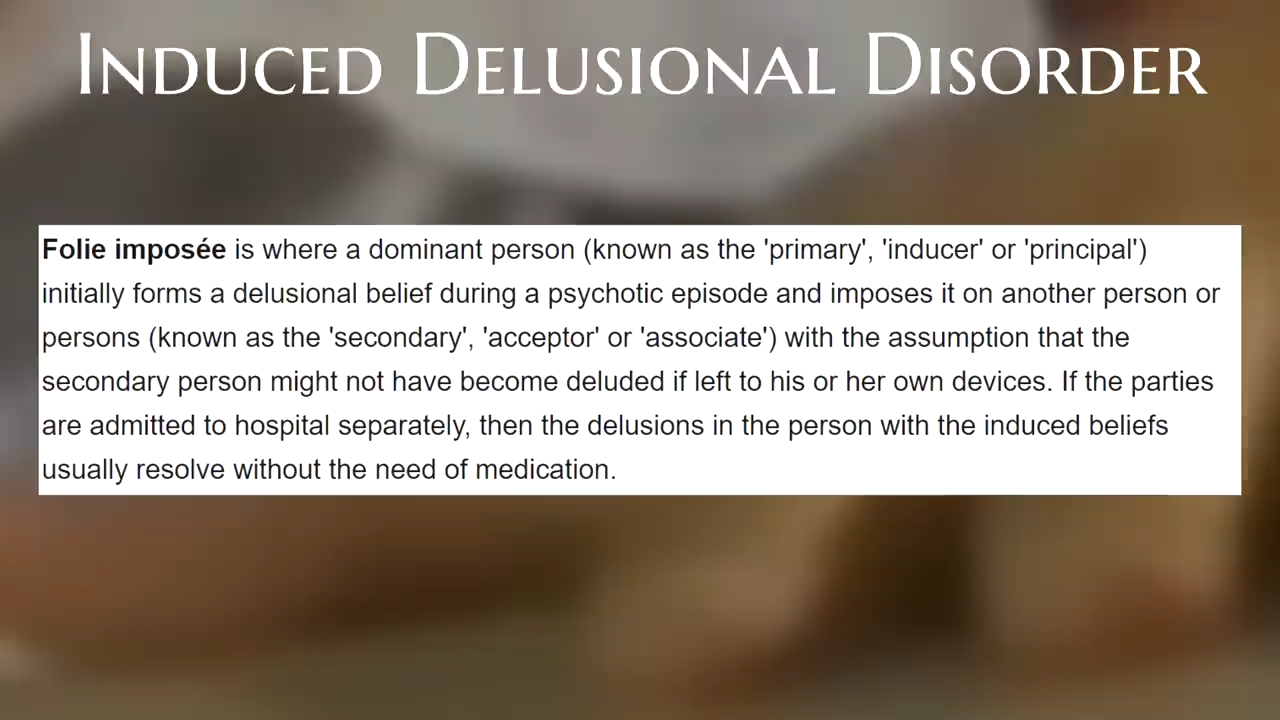 Induced Delusional Disorder
Folie imposée is where a dominant person (known as the 'primary', 'inducer' or 'principal')
initially forms a delusional belief during a psychotic episode and imposes it on another person or
persons (known as the 'secondary', 'acceptor' or 'associate') with the assumption that the
secondary person might not have become deluded if left to his or her own devices. If the parties
are admitted to hospital separately, then the delusions in the person with the induced beliefs
usually resolve without the need of medication.